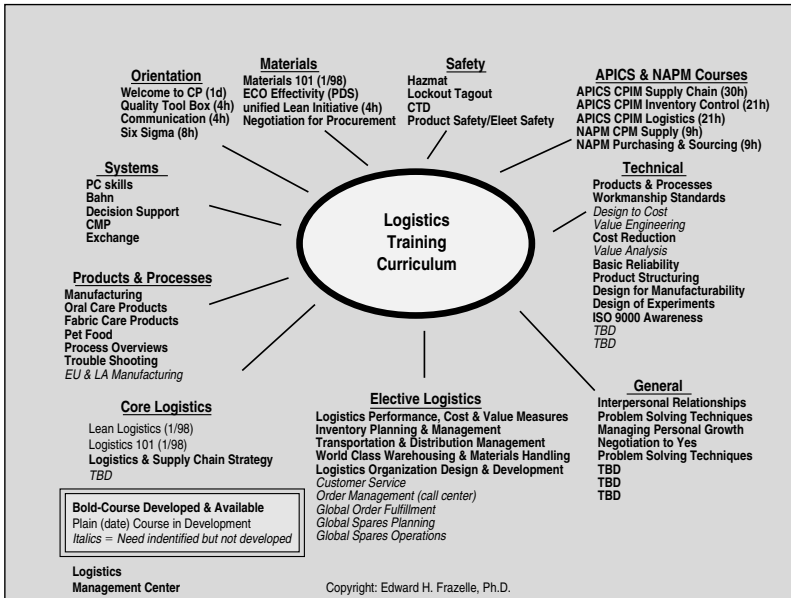 Orientation
Welcome to CP (1d)
Quality Tool Box (4h)
Communication (4h)
Six Sigma (8h)
Materials
Materials 101 (1/98)
ECO Effectivity (PDS)
unified Lean Initiative (4h)
Negotiation for Procurement
Safety
Hazmat
Lockout Tagout
CTD
Product Safety/Eleet Safety
APICS & NAPM Courses
APICS CPIM Supply Chain (30h)
APICS CPIM Inventory Control (21h)
APICS CPIM Logistics (21h)
NAPM CPM Supply (9h)
NAPM Purchasing & Sourcing (9h)
Systems
PC skills
Bahn
Decision Support
CMP
Exchange
Logistics
Training
Curriculum
Technical
Products & Processes
Workmanship Standards
Design to Cost
Value Engineering
Cost Reduction
Value Analysis
Basic Reliability
Product Structuring
Design for Manufacturability
Design of Experiments
ISO 9000 Awareness
TBD
TBD
Products & Processes
Manufacturing
Oral Care Products
Fabric Care Products
Pet Food
Process Overviews
Trouble Shooting
EU & LA Manufacturing
Core Logistics
Lean Logistics (1/98)
Logistics 101 (1/98)
Logistics & Supply Chain Strategy
TBD
Elective Logistics
Logistics Performance, Cost & Value Measures
Inventory Planning & Management
Transportation & Distribution Management
World Class Warehousing & Materials Handling
Logistics Organization Design & Development
Customer Service
Order Management (call center)
Global Order Fulfillment
Global Spares Planning
Global Spares Operations
General
Interpersonal Relationships
Problem Solving Techniques
Managing Personal Growth
Negotiation to Yes
Problem Solving Techniques
TBD
TBD
TBD
Bold-Course Developed & Available
Plain (date) Course in Development
Italics = Need indentified but not developed
Logistics
Management Center
Copyright: Edward H. Frazelle, Ph.D.